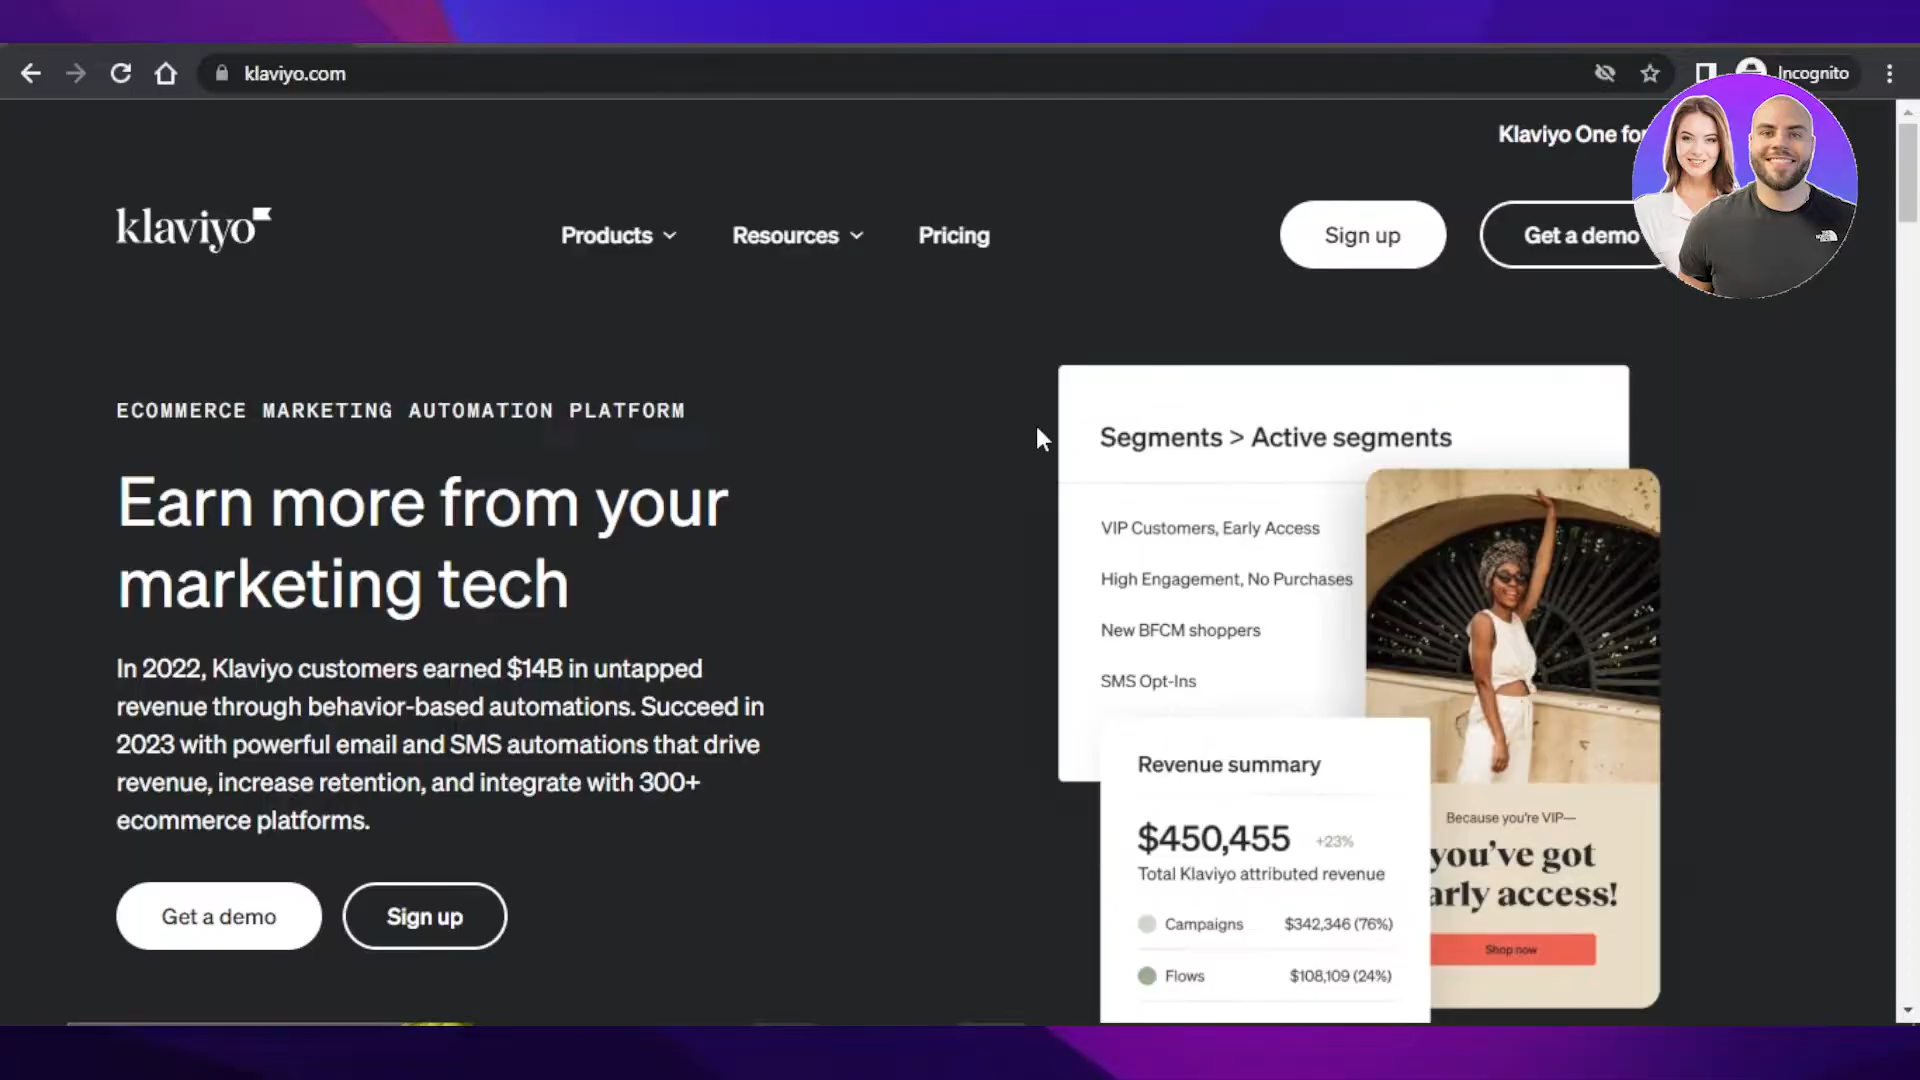 klaviyo.com
Incognito
Klaviyo One for
klaviyo
Products
Resources
Pricing
Sign up
Get a demo
ECOMMERCE MARKETING AUTOMATION PLATFORM
Earn more from your
marketing tech
In 2022, Klaviyo customers earned $14B in untapped
revenue through behavior-based automations. Succeed in
2023 with powerful email and SMS automations that drive
revenue, increase retention, and integrate with 300+
ecommerce platforms.
Get a demo
Sign up
Segments > Active segments
VIP Customers, Early Access
High Engagement, No Purchases
New BFCM shoppers
SMS Opt-Ins
Revenue summary
$450,455 +23%
Total Klaviyo attributed revenue
Campaigns $342,346 (76%)
Flows $108,109 (24%)
Because you're VIP—
you've got
arly access!
Shop now